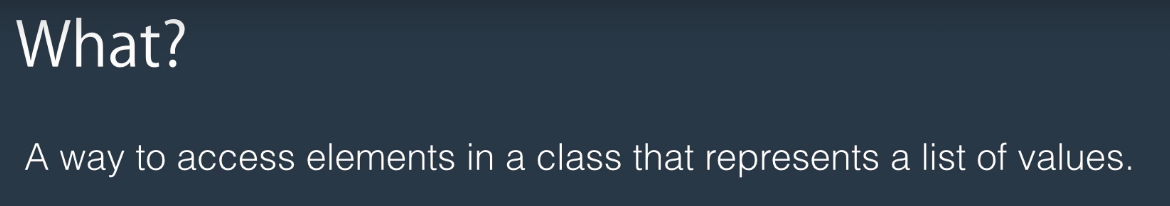 What?
A way to access elements in a class that represents a list of values.